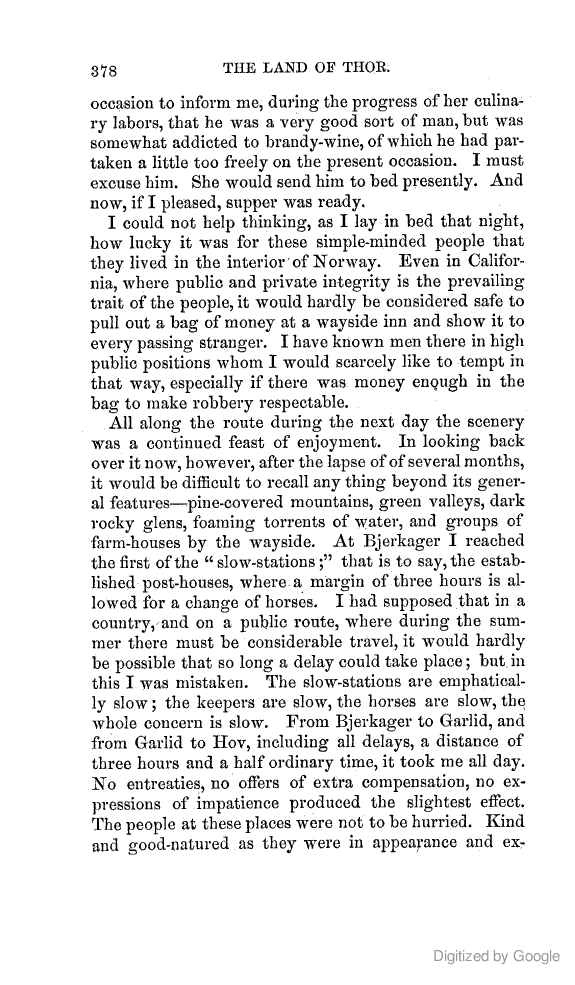 378 THE LAND OF THOR.
occasion to inform me, during the progress of her culina-
ry labors, that he was a very good sort of man, but was
somewhat addicted to brandy-wine, of which he had par-
taken a little too freely on the present occasion. I must
excuse him. She would send him to bed presently. And
now, if I pleased, supper was ready.
I could not help thinking, as I lay in bed that night,
how lucky it was for these simple-minded people that
they lived in the interior of Norway. Even in Califor-
nia, where public and private integrity is the prevailing
trait of the people, it would hardly be considered safe to
pull out a bag of money at a wayside inn and show it to
every passing stranger. I have known men there in high
public positions whom I would scarcely like to tempt in
that way, especially if there was money enough in the
bag to make robbery respectable.
All along the route during the next day the scenery
was a continued feast of enjoyment. In looking back
over it now, however, after the lapse of of several months,
it would be difficult to recall any thing beyond its gener-
al features—pine-covered mountains, green valleys, dark
rocky glens, foaming torrents of water, and groups of
farm-houses by the wayside. At Bjerkager I reached
the first of the "slow-stations;" that is to say, the estab-
lished post-houses, where a margin of three hours is al-
lowed for a change of horses. I had supposed that in a
country, and on a public route, where during the sum-
mer there must be considerable travel, it would hardly
be possible that so long a delay could take place; but in
this I was mistaken. The slow-stations are emphatical-
ly slow; the keepers are slow, the horses are slow, the
whole concern is slow. From Bjerkager to Garlid, and
from Garlid to Hov, including all delays, a distance of
three hours and a half ordinary time, it took me all day.
No entreaties, no offers of extra compensation, no ex-
pressions of impatience produced the slightest effect.
The people at these places were not to be hurried. Kind
and good-natured as they were in appearance and ex-
Digitized by Google